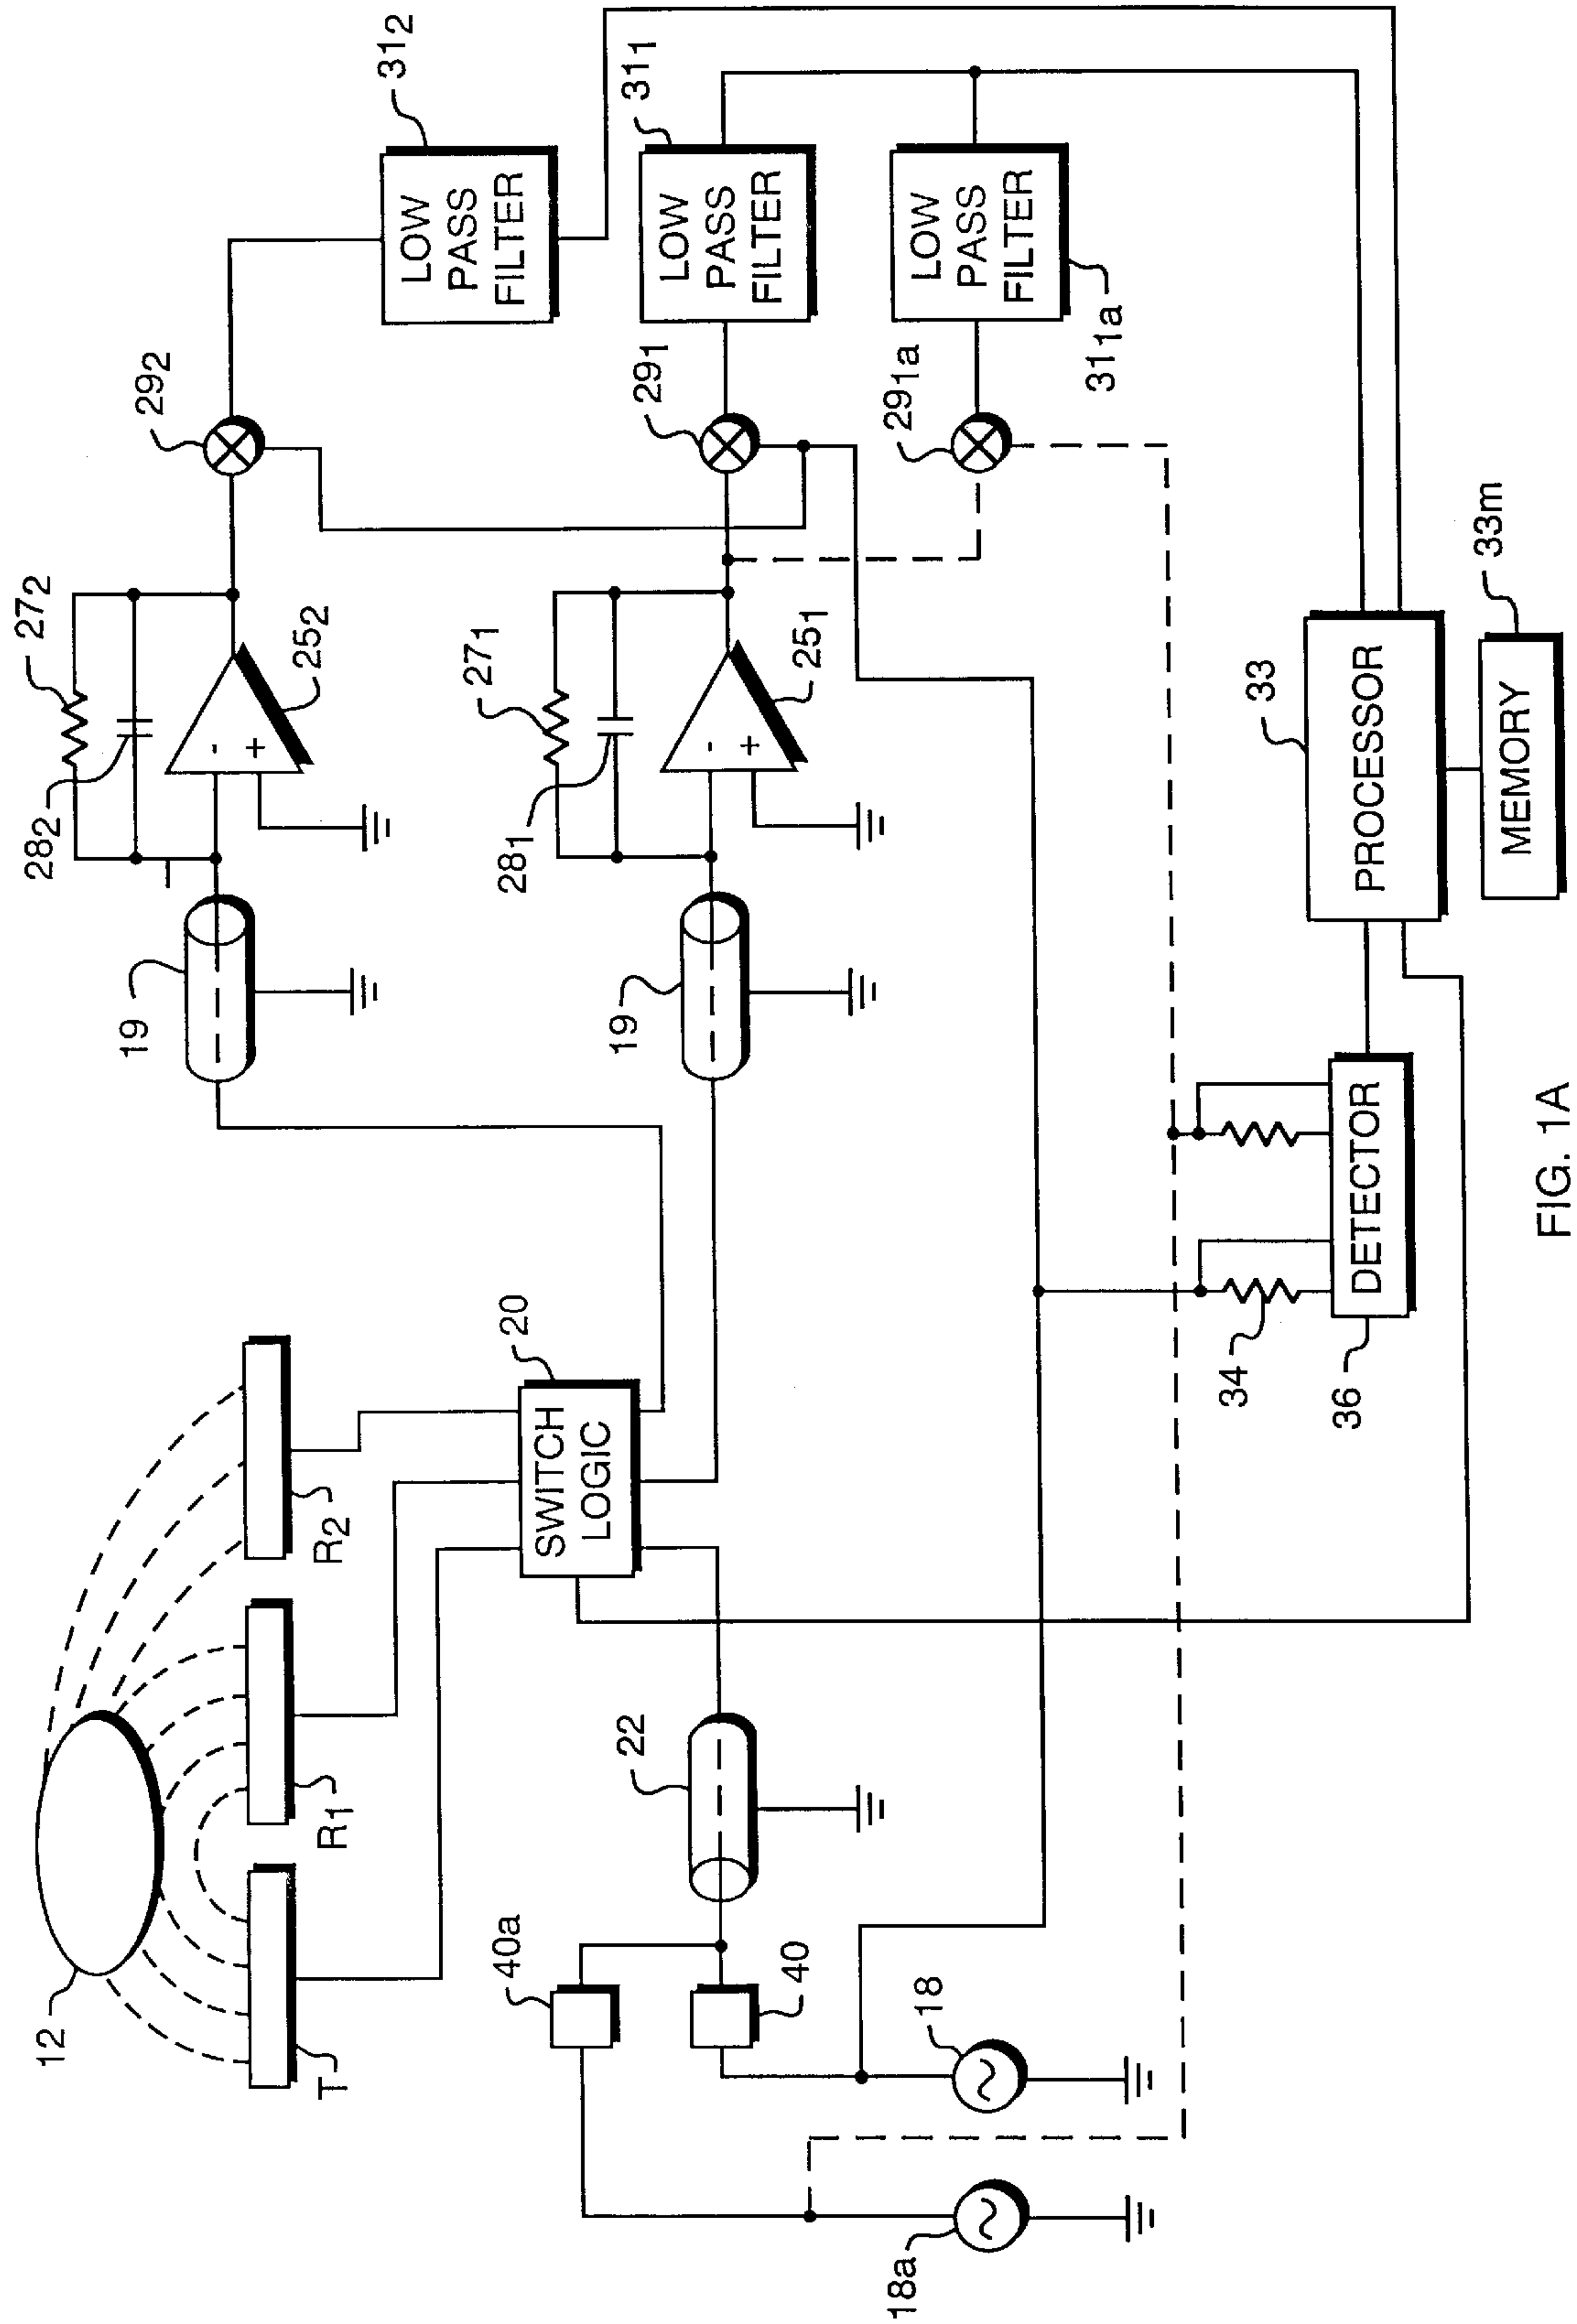 12
T
R1
R2
SWITCH
LOGIC
20
19
19
282
272
-
+
252
281
271
-
+
251
292
291
291a
LOW
PASS
FILTER
312
LOW
PASS
FILTER
311
LOW
PASS
FILTER
311a
40a
40
22
18
18a
34
36
DETECTOR
PROCESSOR
33
MEMORY
33m
FIG. 1A